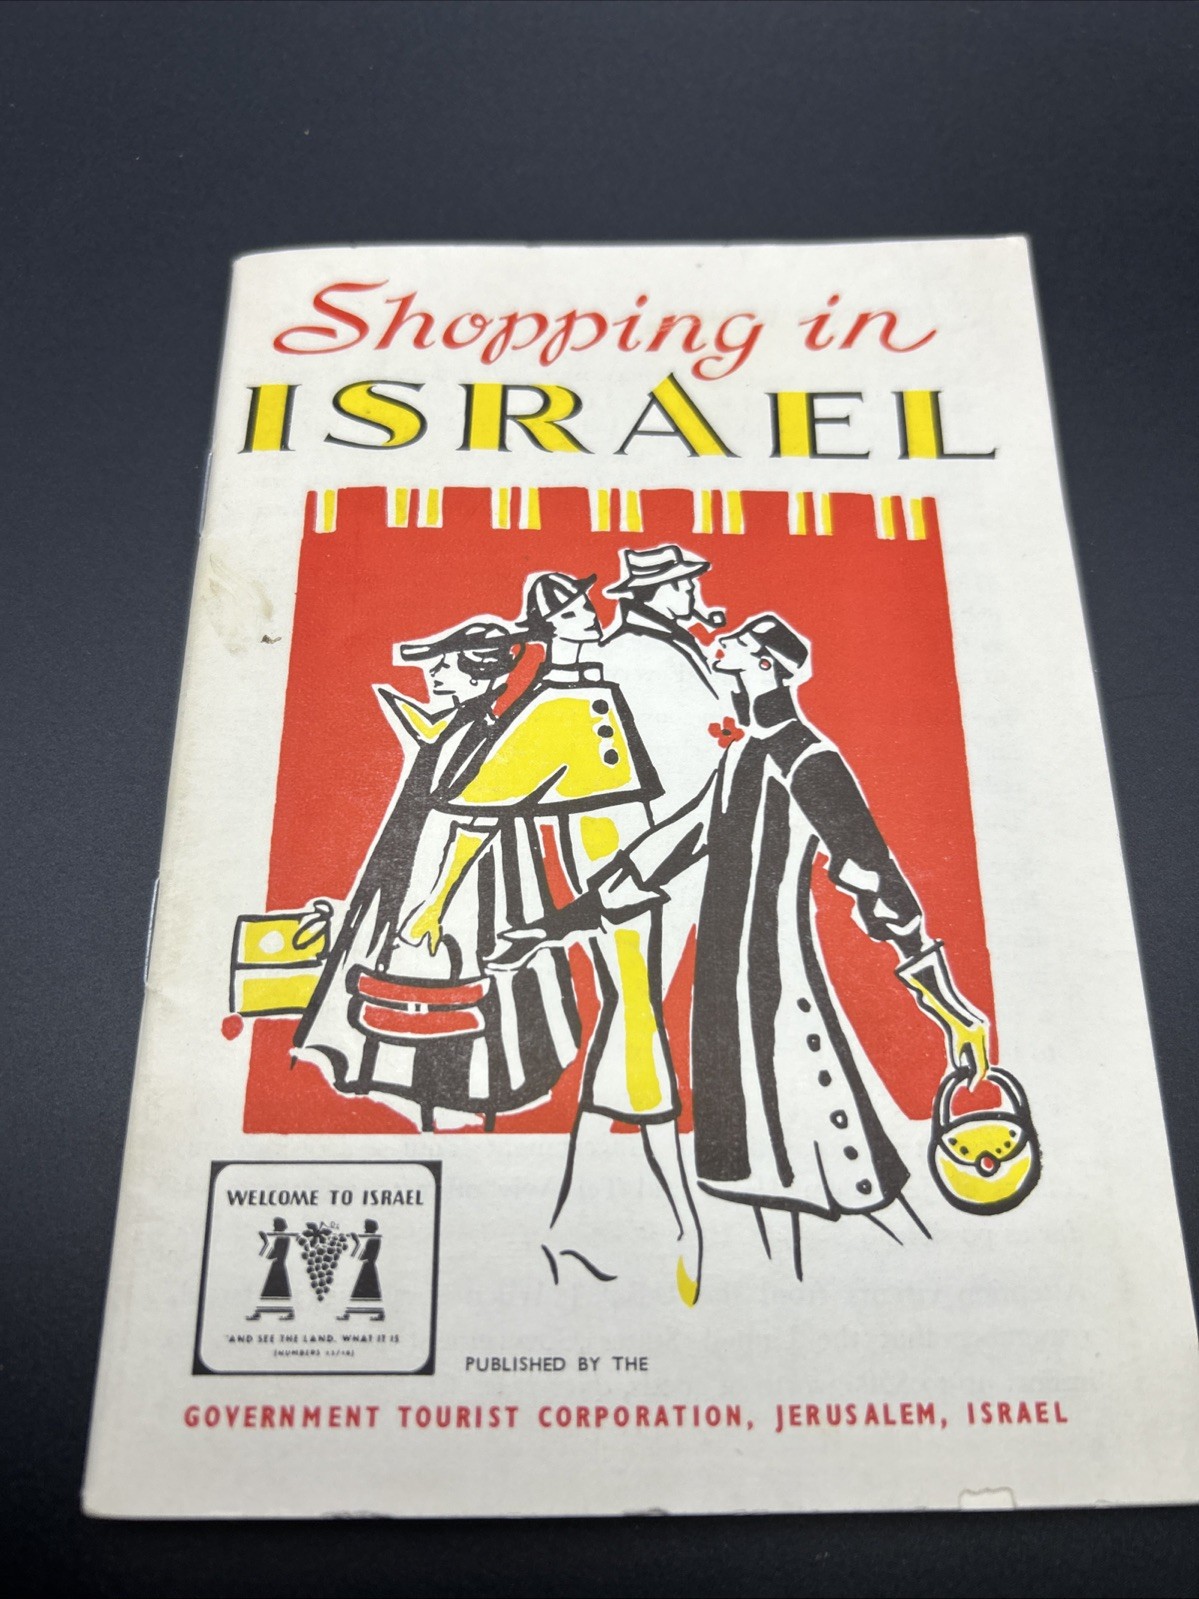 Shopping in
ISRAEL
WELCOME TO ISRAEL
"AND SEE THE LAND, WHAT IT IS
(NUMBERS 13/18)
PUBLISHED BY THE
GOVERNMENT TOURIST CORPORATION, JERUSALEM, ISRAEL